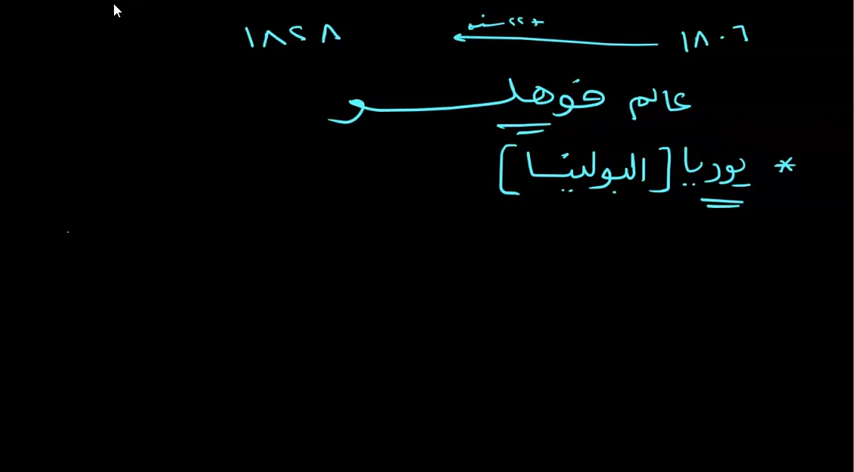 ١٨٠٦ ← +٢٢ سنة ١٨٢٨
عالم فوهلر
* يوريا [البولينا]